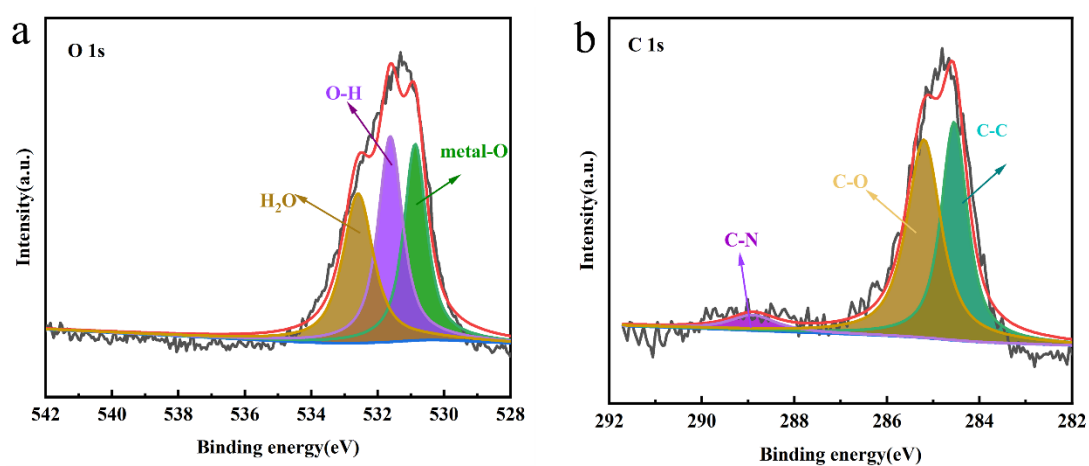 a
O 1s
O-H
metal-O
H₂O
Intensity(a.u.)
542 540 538 536 534 532 530 528
Binding energy(eV)
b
C 1s
C-C
C-O
C-N
Intensity(a.u.)
292 290 288 286 284 282
Binding energy(eV)